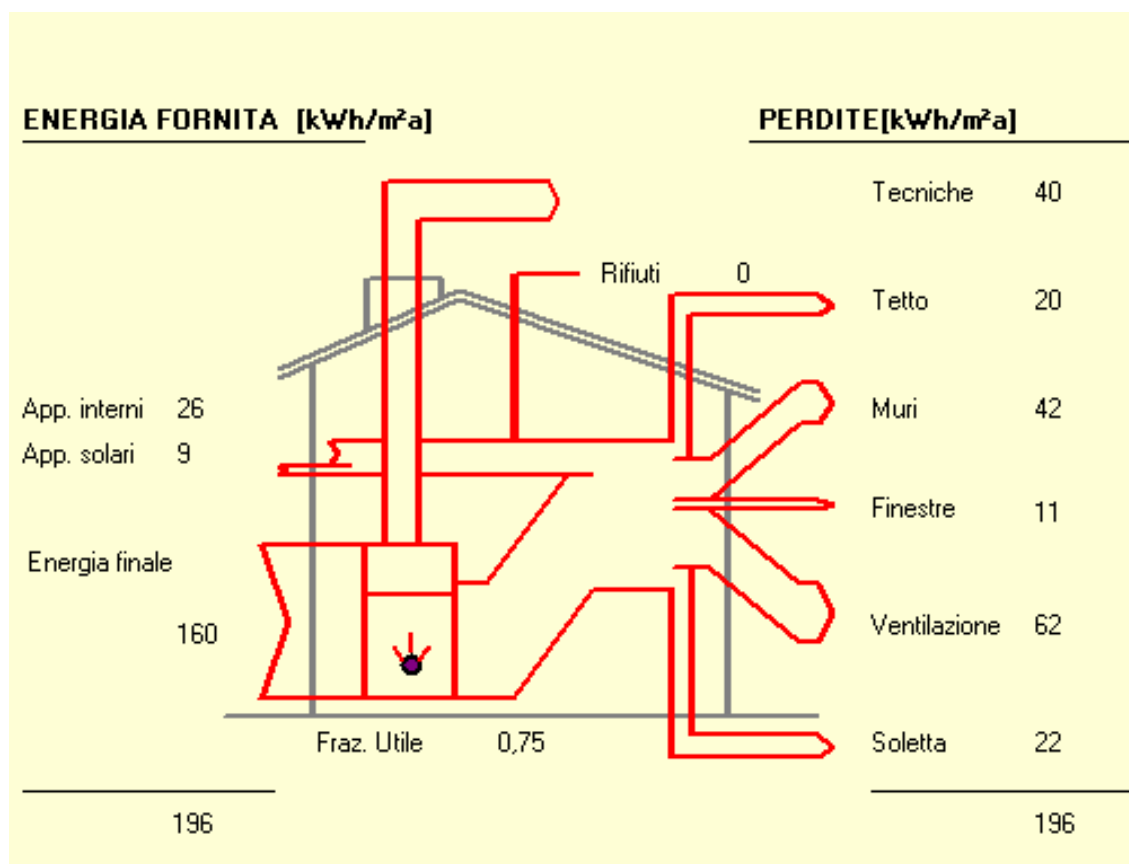 ENERGIA FORNITA [kWh/m²a]
PERDITE[kWh/m²a]
Tecniche 40
Rifiuti 0
Tetto 20
App. interni 26
Muri 42
App. solari 9
Finestre 11
Energia finale
160
Ventilazione 62
Fraz. Utile 0,75
Soletta 22
196
196